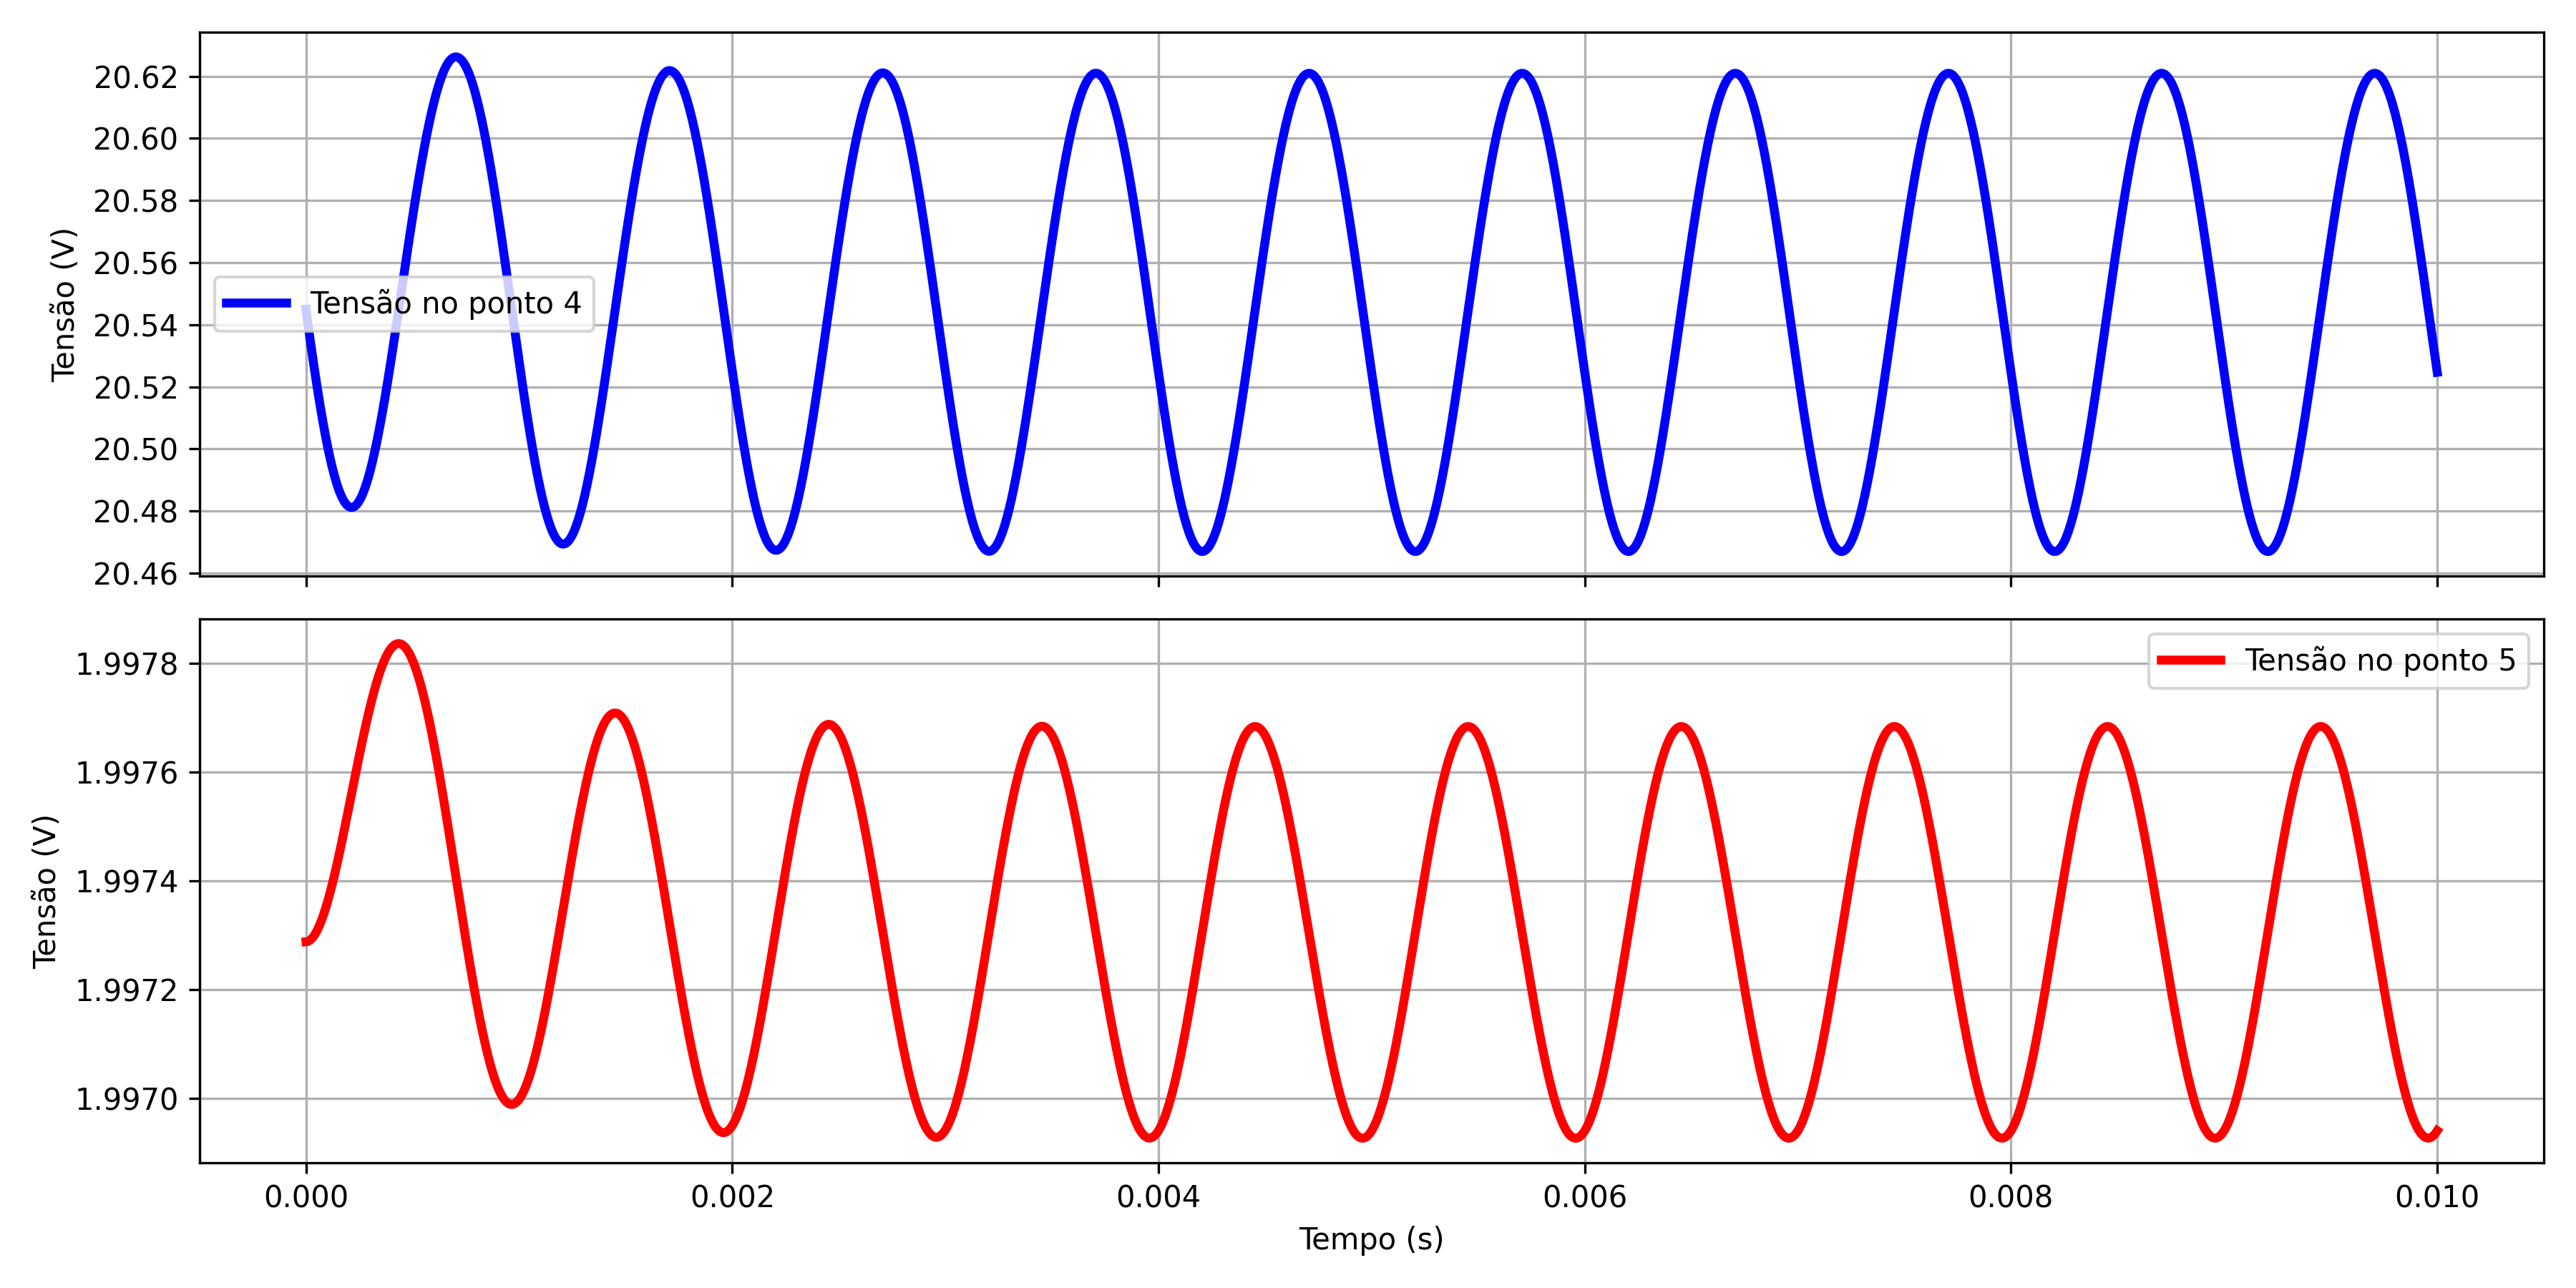 20.62
20.60
20.58
20.56
20.54
20.52
20.50
20.48
20.46
Tensão (V)
Tensão no ponto 4
1.9978
1.9976
1.9974
1.9972
1.9970
Tensão (V)
Tensão no ponto 5
0.000 0.002 0.004 0.006 0.008 0.010
Tempo (s)